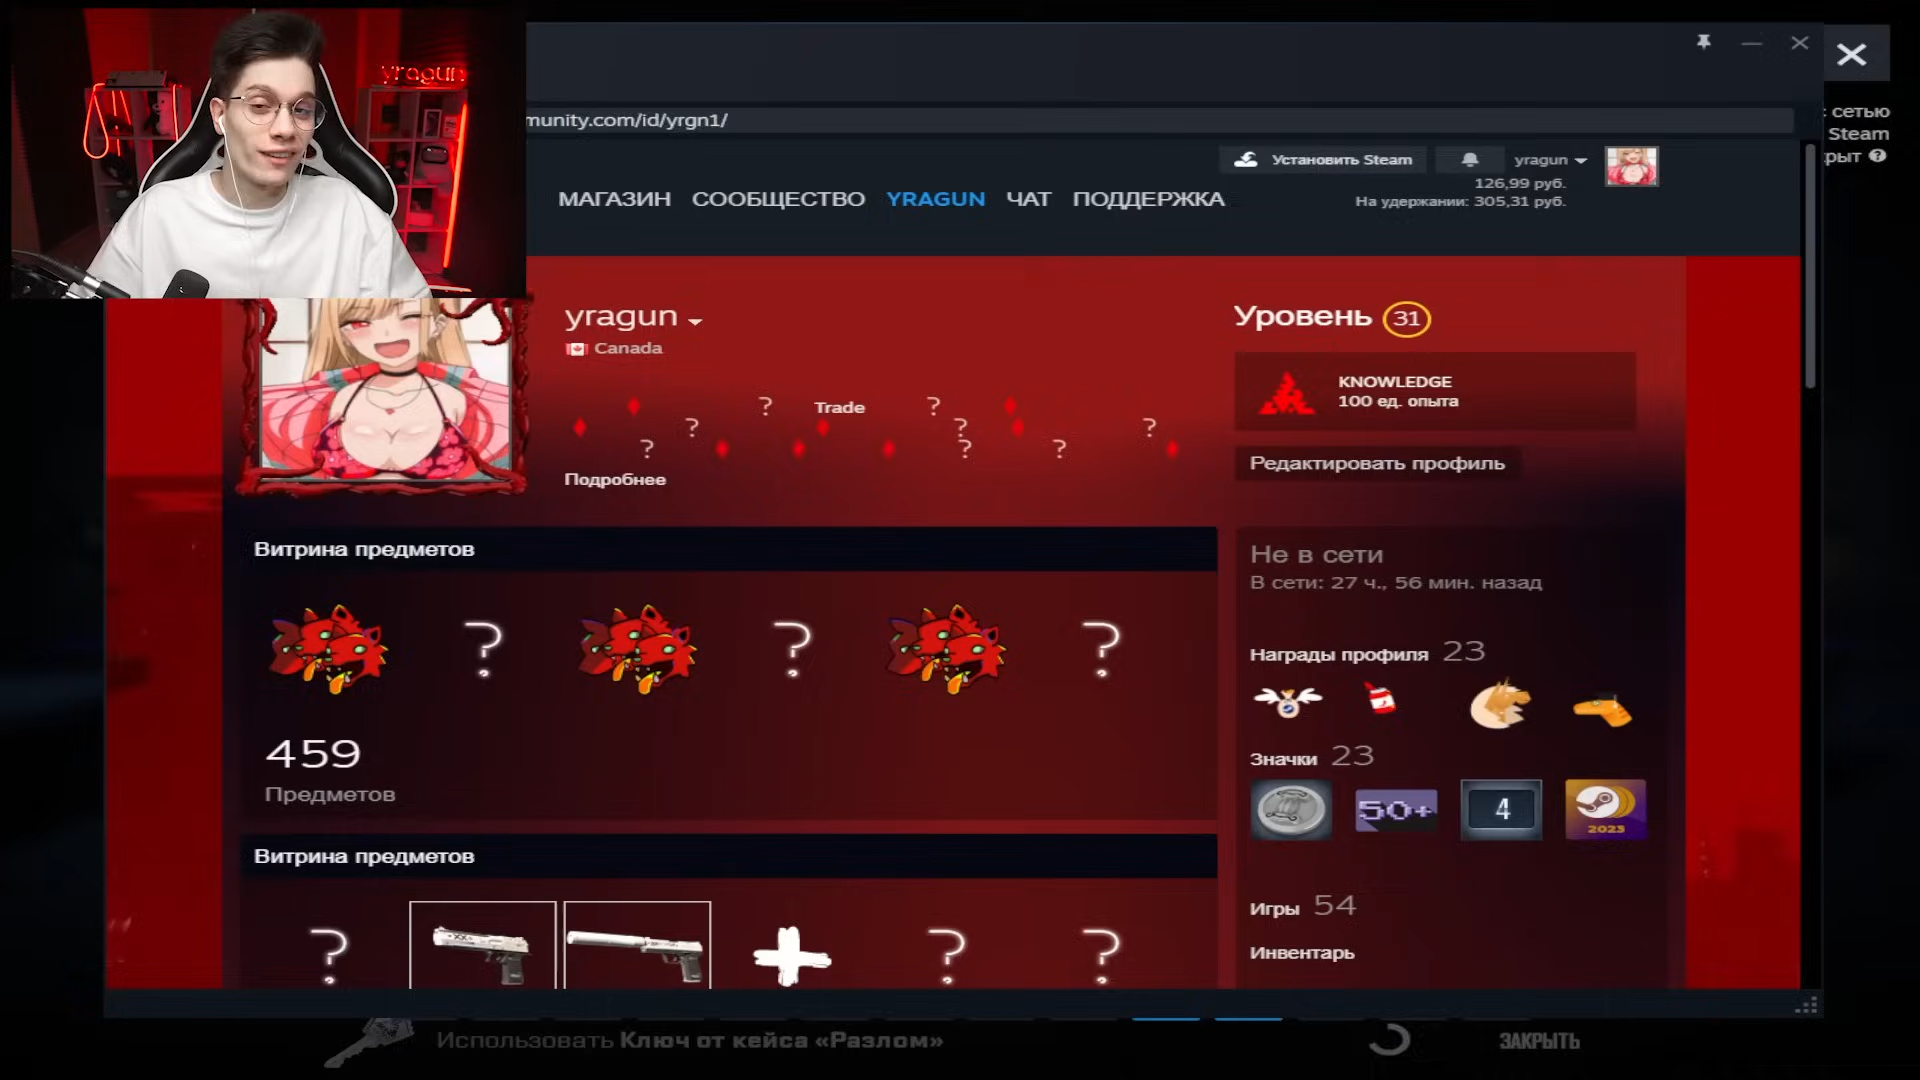 yragun
munity.com/id/yrgn1/
с сетью
Steam
крыт ?
Установить Steam
yragun
126,99 руб.
На удержании: 305,31 руб.
МАГАЗИН СООБЩЕСТВО YRAGUN ЧАТ ПОДДЕРЖКА
yragun
Canada
Уровень 31
KNOWLEDGE
100 ед. опыта
? Trade ?
? ? ?
? ? ?
Подробнее
Редактировать профиль
Витрина предметов
? ? ?
459
Предметов
Не в сети
В сети: 27 ч., 56 мин. назад
Награды профиля 23
Значки 23
50+ 4 2023
Игры 54
Инвентарь
Витрина предметов
? ? ?
Использовать Ключ от кейса «Разлом»
ЗАКРЫТЬ